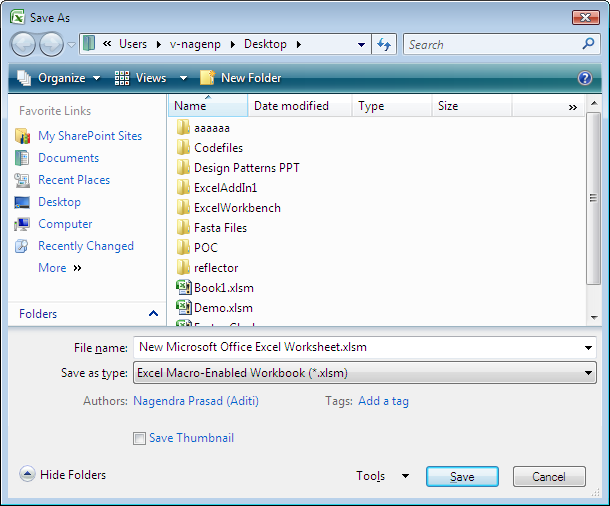 Save As
« Users v-nagenp Desktop Search
Organize Views New Folder ?
Favorite Links
My SharePoint Sites
Documents
Recent Places
Desktop
Computer
Recently Changed
More »
Folders
Name Date modified Type Size »
aaaaaa
Codefiles
Design Patterns PPT
ExcelAddIn1
ExcelWorkbench
Fasta Files
POC
reflector
Book1.xlsm
Demo.xlsm
File name: New Microsoft Office Excel Worksheet.xlsm
Save as type: Excel Macro-Enabled Workbook (*.xlsm)
Authors: Nagendra Prasad (Aditi) Tags: Add a tag
Save Thumbnail
Hide Folders Tools Save Cancel